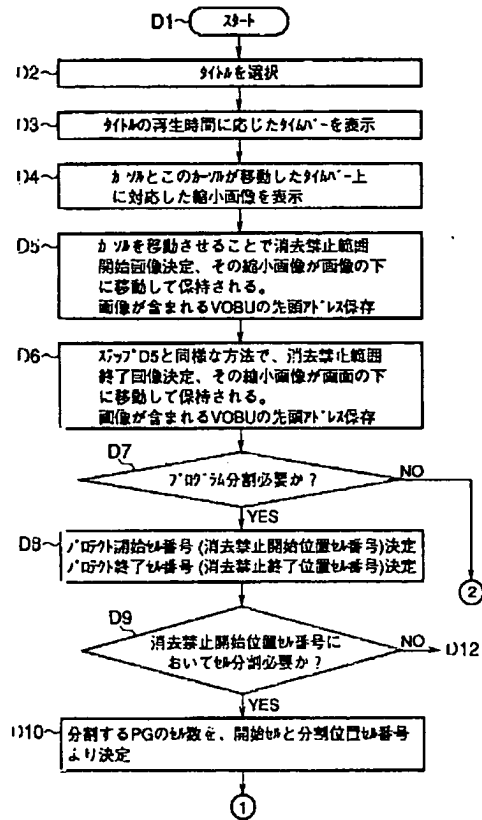 D1
スタート
D2
タイトルを選択
D3
タイトルの再生時間に応じたタイムバーを表示
D4
カーソルとこのカーソルが移動したタイムバー上
に対応した縮小画像を表示
D5
カーソルを移動させることで消去禁止範囲
開始画像決定、その縮小画像が画像の下
に移動して保持される。
画像が含まれるVOBUの先頭アドレス保存
D6
ステップD5と同様な方法で、消去禁止範囲
終了画像決定、その縮小画像が画面の下
に移動して保持される。
画像が含まれるVOBUの先頭アドレス保存
D7
プログラム分割必要か?
NO
YES
②
D8
プロテクト開始セル番号(消去禁止開始位置セル番号)決定
プロテクト終了セル番号(消去禁止終了位置セル番号)決定
D9
消去禁止開始位置セル番号に
おいてセル分割必要か?
NO
D12
YES
D10
分割するPGのセル数を、開始セルと分割位置セル番号
より決定
①